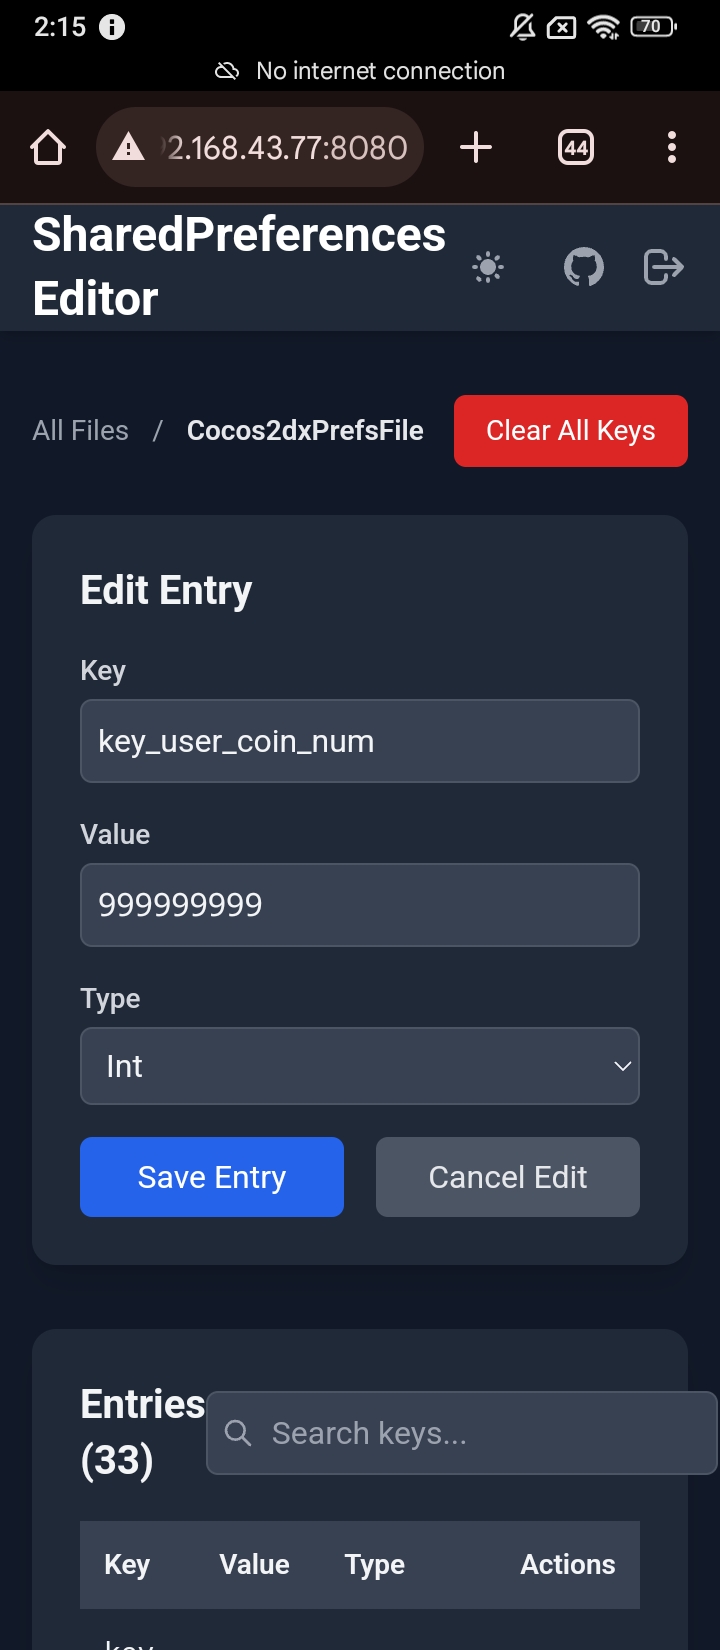 2:15 70
No internet connection
2.168.43.77:8080 44
SharedPreferences
Editor
All Files / Cocos2dxPrefsFile Clear All Keys
Edit Entry
Key
key_user_coin_num
Value
999999999
Type
Int
Save Entry Cancel Edit
Entries
(33)
Search keys...
Key Value Type Actions